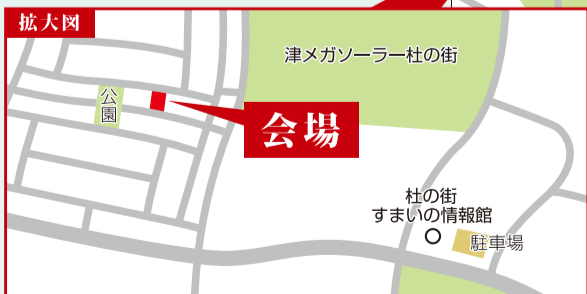 拡大図
津メガソーラー杜の街
公園
会場
杜の街
すまいの情報館
駐車場